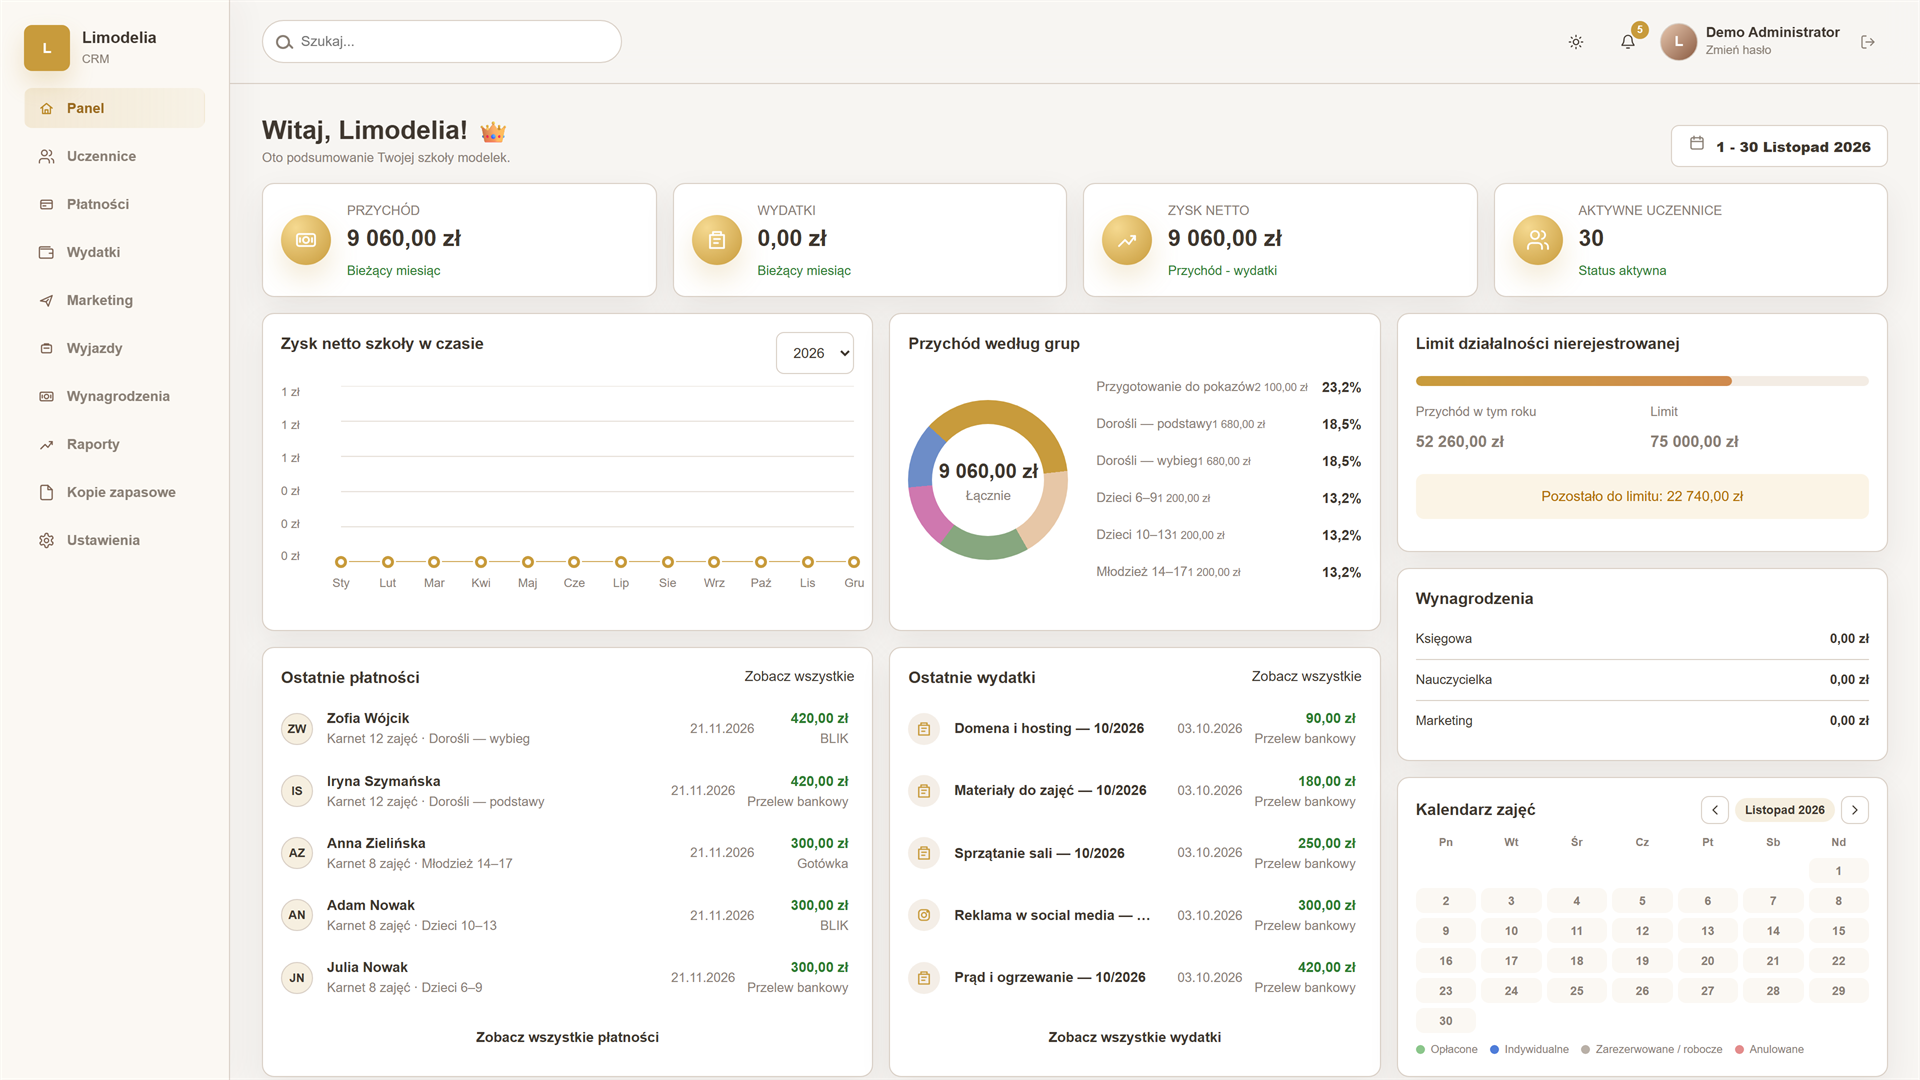 L
Limodelia
CRM
Panel
Uczennice
Płatności
Wydatki
Marketing
Wyjazdy
Wynagrodzenia
Raporty
Kopie zapasowe
Ustawienia
Szukaj...
5
L
Demo Administrator
Zmień hasło
Witaj, Limodelia!
Oto podsumowanie Twojej szkoły modelek.
1 - 30 Listopad 2026
PRZYCHÓD
9 060,00 zł
Bieżący miesiąc
WYDATKI
0,00 zł
Bieżący miesiąc
ZYSK NETTO
9 060,00 zł
Przychód - wydatki
AKTYWNE UCZENNICE
30
Status aktywna
Zysk netto szkoły w czasie
2026
1 zł
1 zł
1 zł
0 zł
0 zł
0 zł
Sty Lut Mar Kwi Maj Cze Lip Sie Wrz Paź Lis Gru
Przychód według grup
9 060,00 zł
Łącznie
Przygotowanie do pokazów2 100,00 zł 23,2%
Dorośli — podstawy1 680,00 zł 18,5%
Dorośli — wybieg1 680,00 zł 18,5%
Dzieci 6–91 200,00 zł 13,2%
Dzieci 10–131 200,00 zł 13,2%
Młodzież 14–171 200,00 zł 13,2%
Limit działalności nierejestrowanej
Przychód w tym roku Limit
52 260,00 zł 75 000,00 zł
Pozostało do limitu: 22 740,00 zł
Wynagrodzenia
Księgowa 0,00 zł
Nauczycielka 0,00 zł
Marketing 0,00 zł
Ostatnie płatności Zobacz wszystkie
ZW Zofia Wójcik 21.11.2026 420,00 zł
Karnet 12 zajęć · Dorośli — wybieg BLIK
IS Iryna Szymańska 21.11.2026 420,00 zł
Karnet 12 zajęć · Dorośli — podstawy Przelew bankowy
AZ Anna Zielińska 21.11.2026 300,00 zł
Karnet 8 zajęć · Młodzież 14–17 Gotówka
AN Adam Nowak 21.11.2026 300,00 zł
Karnet 8 zajęć · Dzieci 10–13 BLIK
JN Julia Nowak 21.11.2026 300,00 zł
Karnet 8 zajęć · Dzieci 6–9 Przelew bankowy
Zobacz wszystkie płatności
Ostatnie wydatki Zobacz wszystkie
Domena i hosting — 10/2026 03.10.2026 90,00 zł
Przelew bankowy
Materiały do zajęć — 10/2026 03.10.2026 180,00 zł
Przelew bankowy
Sprzątanie sali — 10/2026 03.10.2026 250,00 zł
Przelew bankowy
Reklama w social media — ... 03.10.2026 300,00 zł
Przelew bankowy
Prąd i ogrzewanie — 10/2026 03.10.2026 420,00 zł
Przelew bankowy
Zobacz wszystkie wydatki
Kalendarz zajęć Listopad 2026
Pn Wt Śr Cz Pt Sb Nd
1
2 3 4 5 6 7 8
9 10 11 12 13 14 15
16 17 18 19 20 21 22
23 24 25 26 27 28 29
30
Opłacone Indywidualne Zarezerwowane / robocze Anulowane